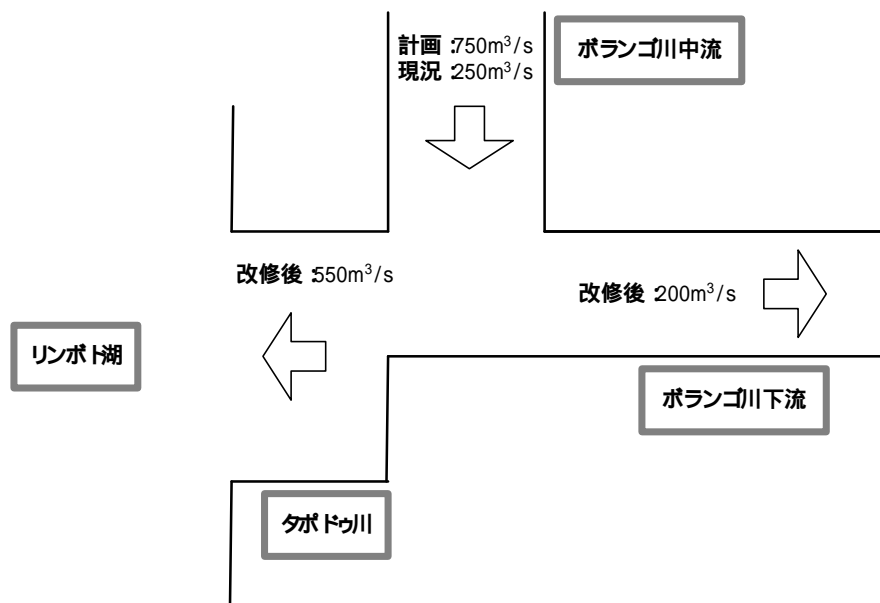 計画:750m³/s
現況:250m³/s
ボランゴ川中流
改修後:550m³/s
改修後:200m³/s
リンボト湖
ボランゴ川下流
タポドゥ川